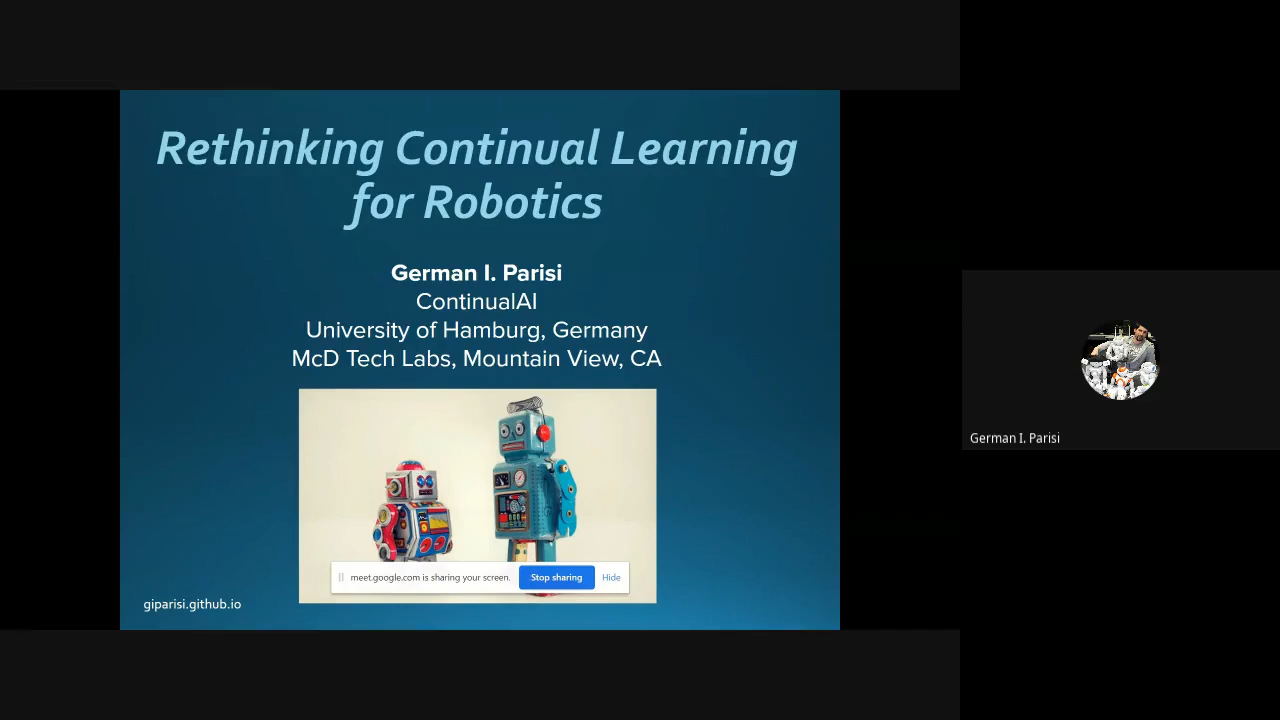 Rethinking Continual Learning
for Robotics
German I. Parisi
ContinualAI
University of Hamburg, Germany
McD Tech Labs, Mountain View, CA
meet.google.com is sharing your screen.
Stop sharing
Hide
giparisi.github.io
German I. Parisi